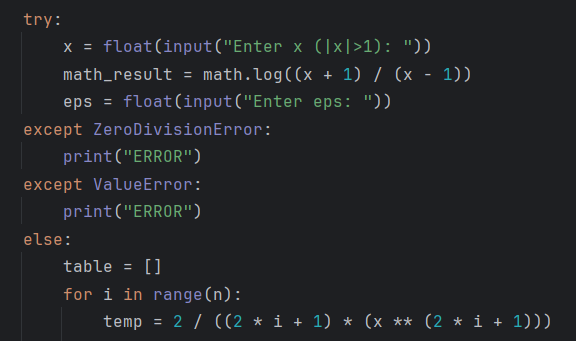 try:
    x = float(input("Enter x (|x|>1): "))
    math_result = math.log((x + 1) / (x - 1))
    eps = float(input("Enter eps: "))
except ZeroDivisionError:
    print("ERROR")
except ValueError:
    print("ERROR")
else:
    table = []
    for i in range(n):
        temp = 2 / ((2 * i + 1) * (x ** (2 * i + 1)))